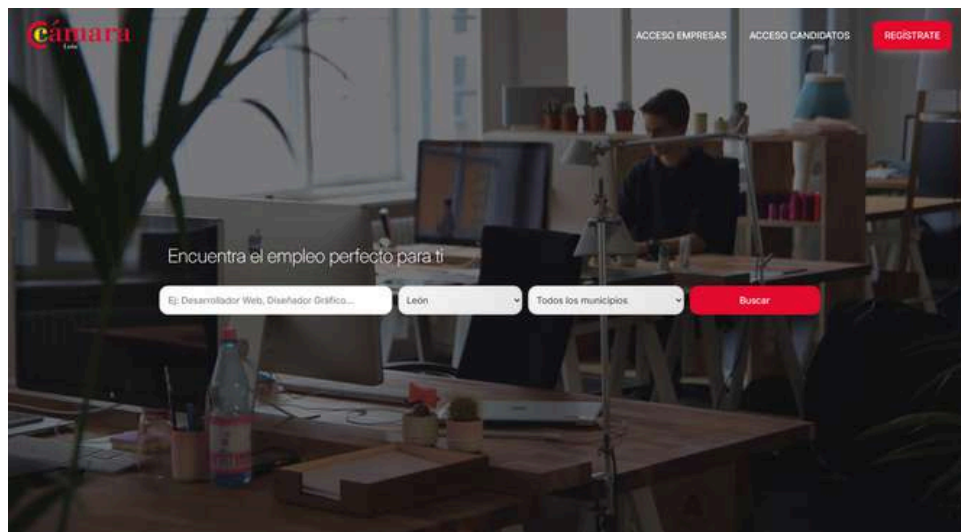 Cámara
León
ACCESO EMPRESAS
ACCESO CANDIDATOS
REGÍSTRATE
Encuentra el empleo perfecto para ti
Ej: Desarrollador Web, Diseñador Gráfico...
León
Todos los municipios
Buscar